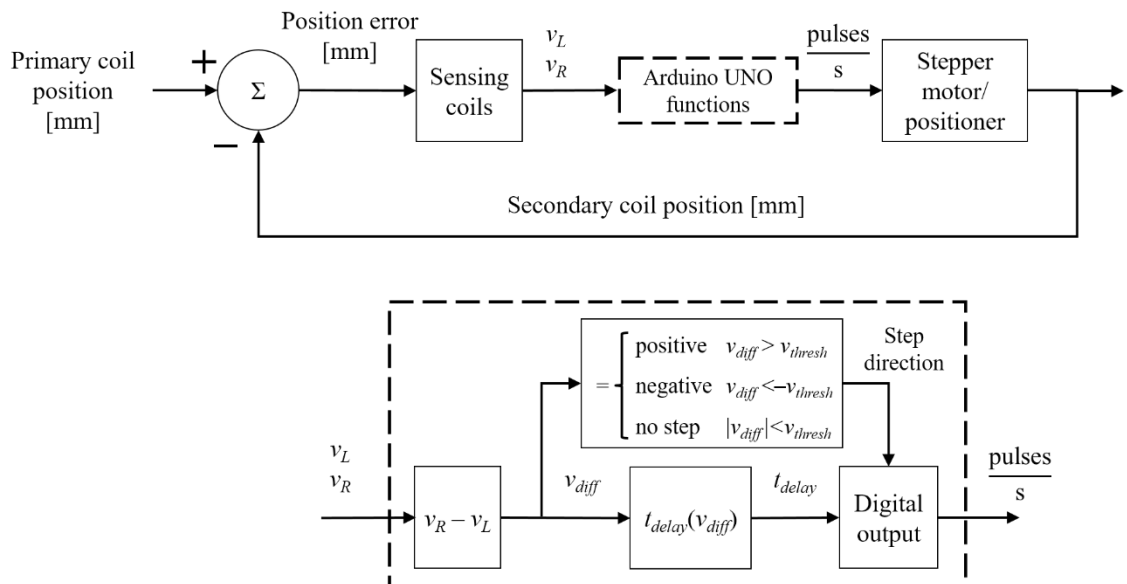 Primary coil
position
[mm]
+
−
Σ
Position error
[mm]
Sensing
coils
v_L
v_R
Arduino UNO
functions
pulses
s
Stepper
motor/
positioner
Secondary coil position [mm]
v_L
v_R
v_R – v_L
v_diff
= { positive v_diff > v_thresh
negative v_diff <–v_thresh
no step |v_diff|<v_thresh
Step
direction
t_delay(v_diff)
t_delay
Digital
output
pulses
s